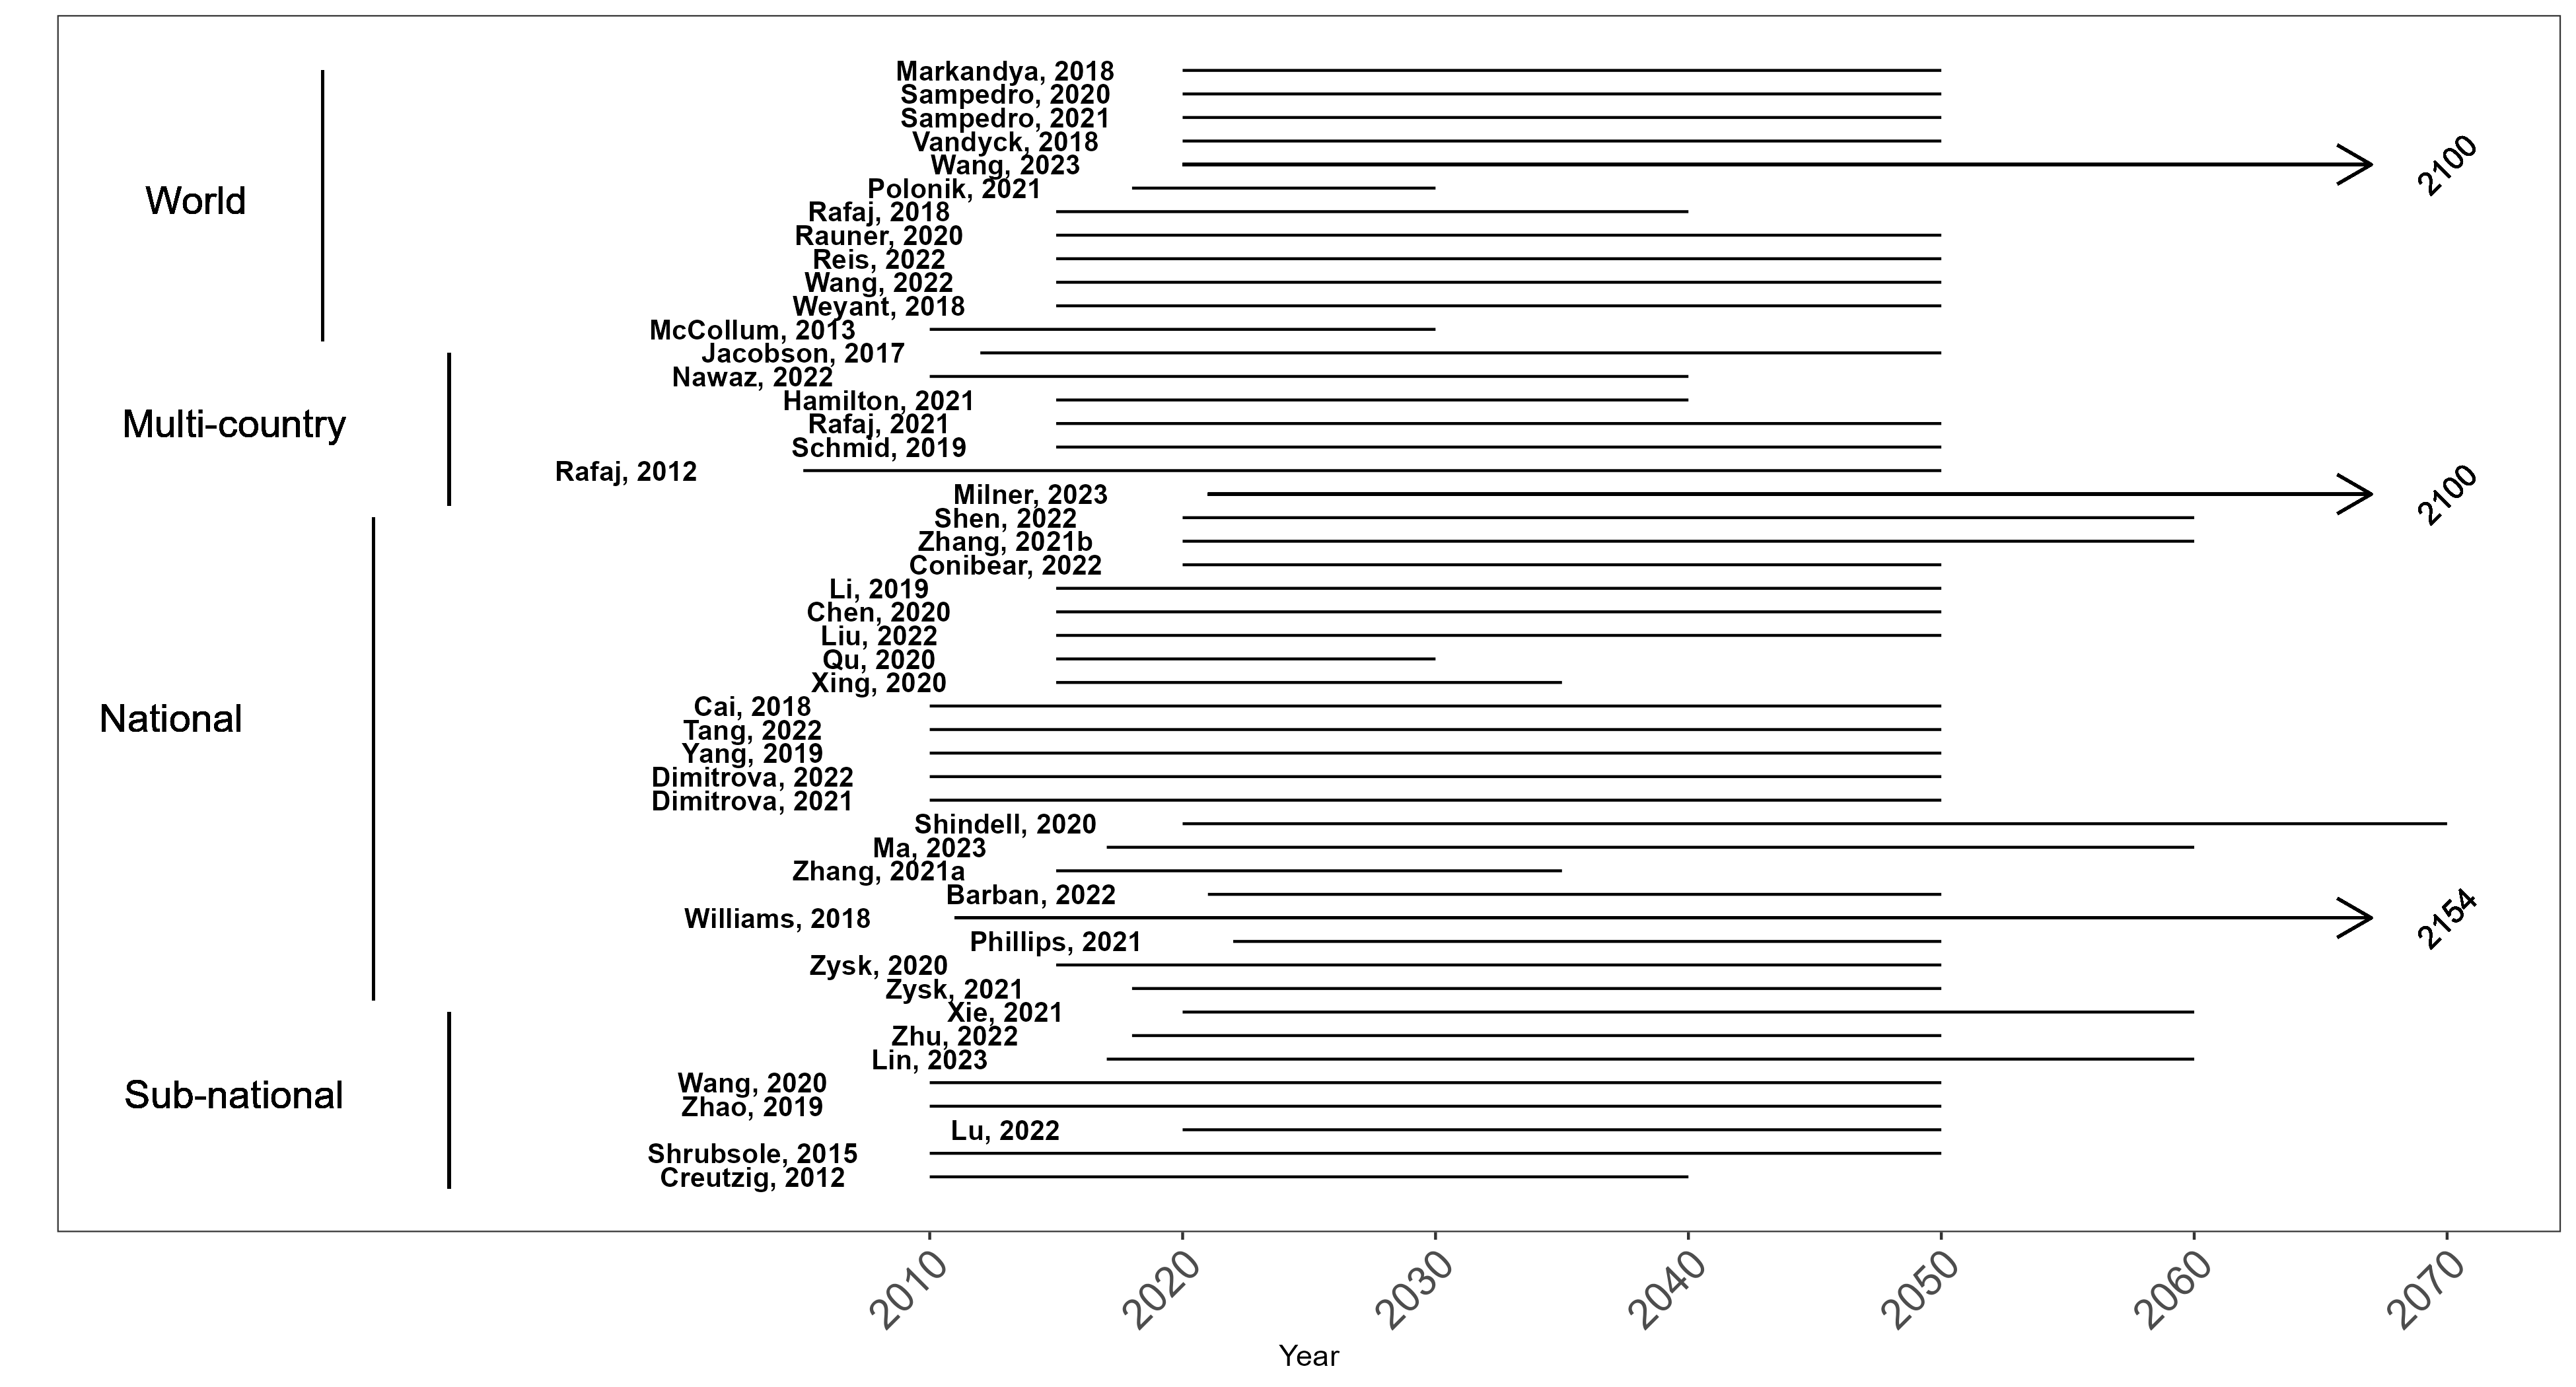 World
Markandya, 2018
Sampedro, 2020
Sampedro, 2021
Vandyck, 2018
Wang, 2023
2100
Polonik, 2021
Rafaj, 2018
Rauner, 2020
Reis, 2022
Wang, 2022
Weyant, 2018
McCollum, 2013
Multi-country
Jacobson, 2017
Nawaz, 2022
Hamilton, 2021
Rafaj, 2021
Schmid, 2019
Rafaj, 2012
National
Milner, 2023
2100
Shen, 2022
Zhang, 2021b
Conibear, 2022
Li, 2019
Chen, 2020
Liu, 2022
Qu, 2020
Xing, 2020
Cai, 2018
Tang, 2022
Yang, 2019
Dimitrova, 2022
Dimitrova, 2021
Shindell, 2020
Ma, 2023
Zhang, 2021a
Barban, 2022
Williams, 2018
2154
Phillips, 2021
Zysk, 2020
Zysk, 2021
Sub-national
Xie, 2021
Zhu, 2022
Lin, 2023
Wang, 2020
Zhao, 2019
Lu, 2022
Shrubsole, 2015
Creutzig, 2012
2010 2020 2030 2040 2050 2060 2070
Year